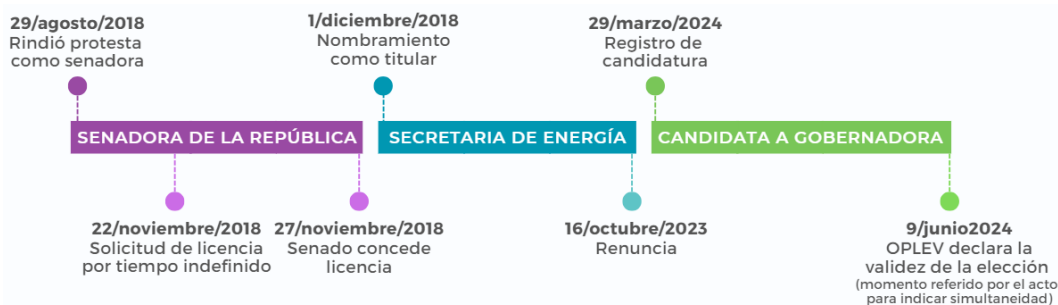 29/agosto/2018
Rindió protesta
como senadora
1/diciembre/2018
Nombramiento
como titular
29/marzo/2024
Registro de
candidatura
SENADORA DE LA REPÚBLICA
SECRETARIA DE ENERGÍA
CANDIDATA A GOBERNADORA
22/noviembre/2018
Solicitud de licencia
por tiempo indefinido
27/noviembre/2018
Senado concede
licencia
16/octubre/2023
Renuncia
9/junio2024
OPLEV declara la
validez de la elección
(momento referido por el acto
para indicar simultaneidad)